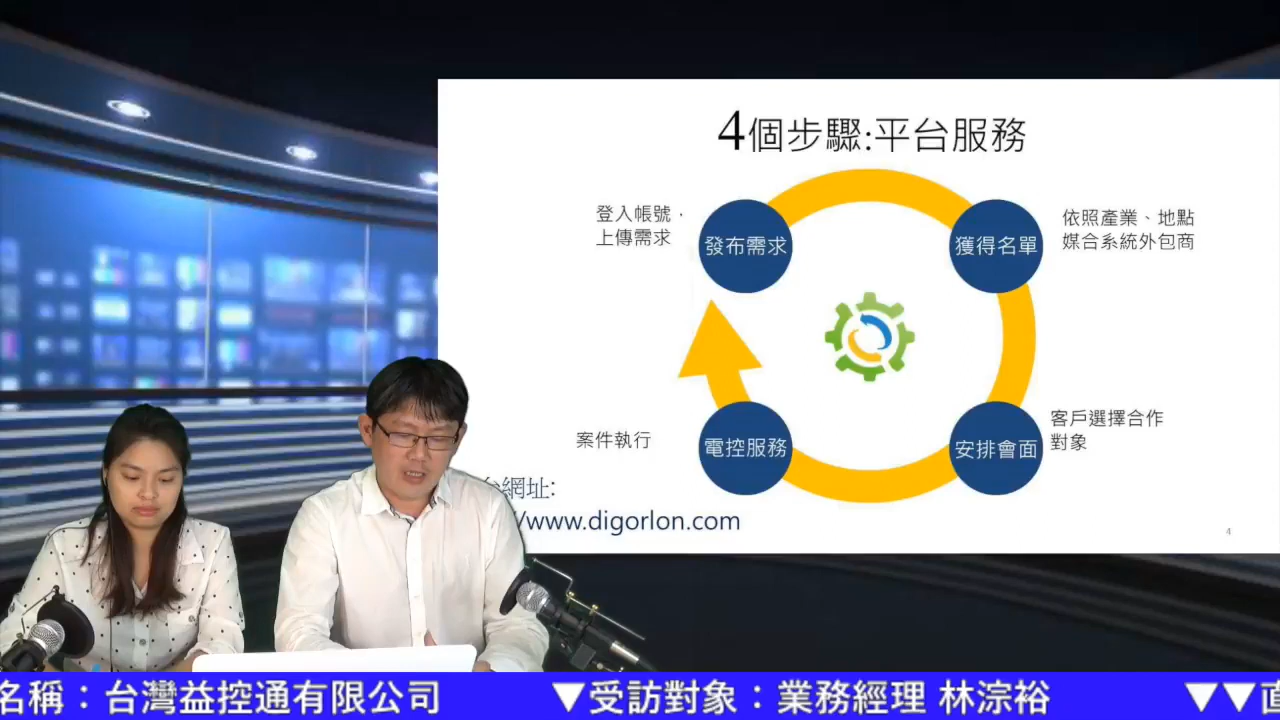 4個步驟:平台服務
登入帳號，
上傳需求
發布需求
獲得名單
依照產業、地點
媒合系統外包商
客戶選擇合作
對象
安排會面
電控服務
案件執行
網址:
/www.digorlon.com
4
名稱：台灣益控通有限公司 ▼受訪對象：業務經理 林淙裕 ▼▼